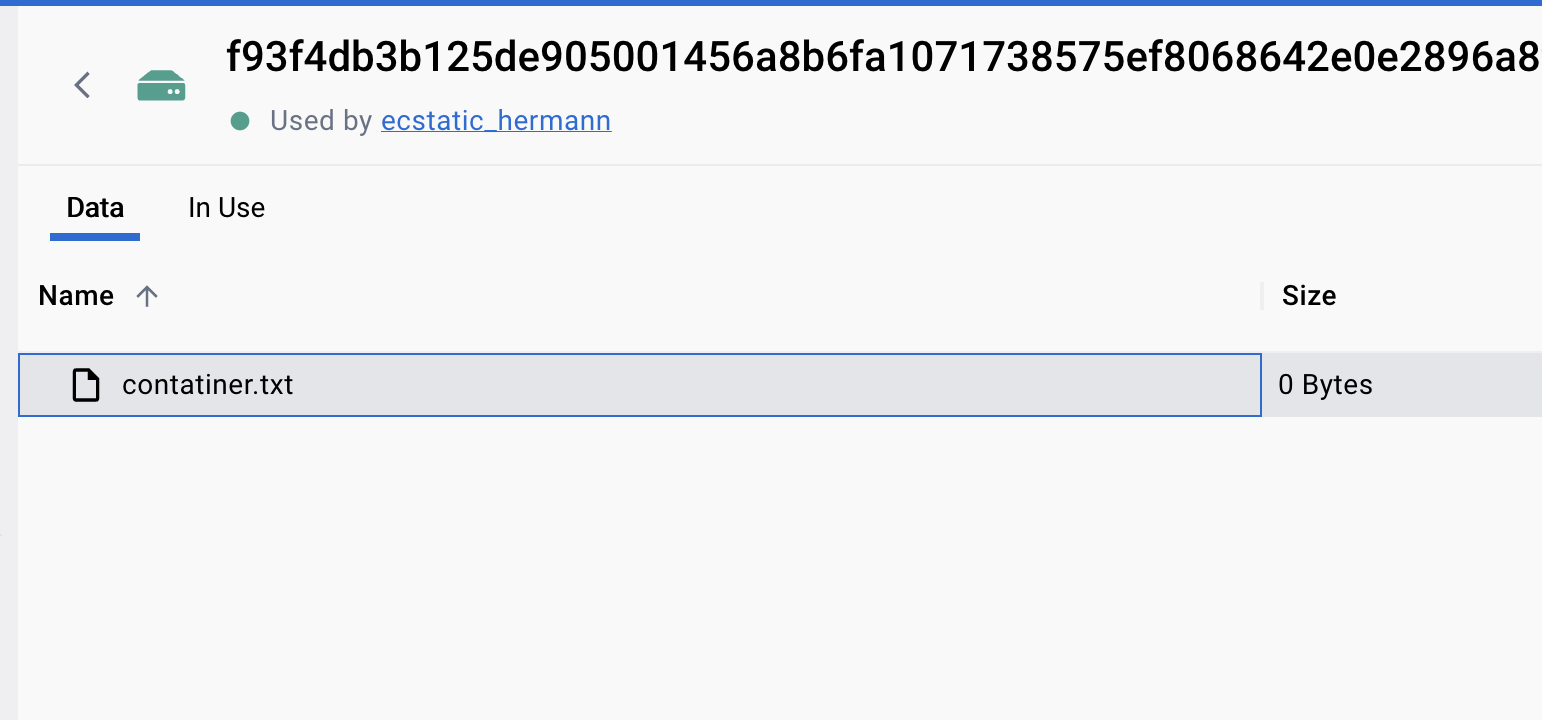 f93f4db3b125de905001456a8b6fa1071738575ef8068642e0e2896a8
Used by ecstatic_hermann
Data In Use
Name Size
contatiner.txt 0 Bytes